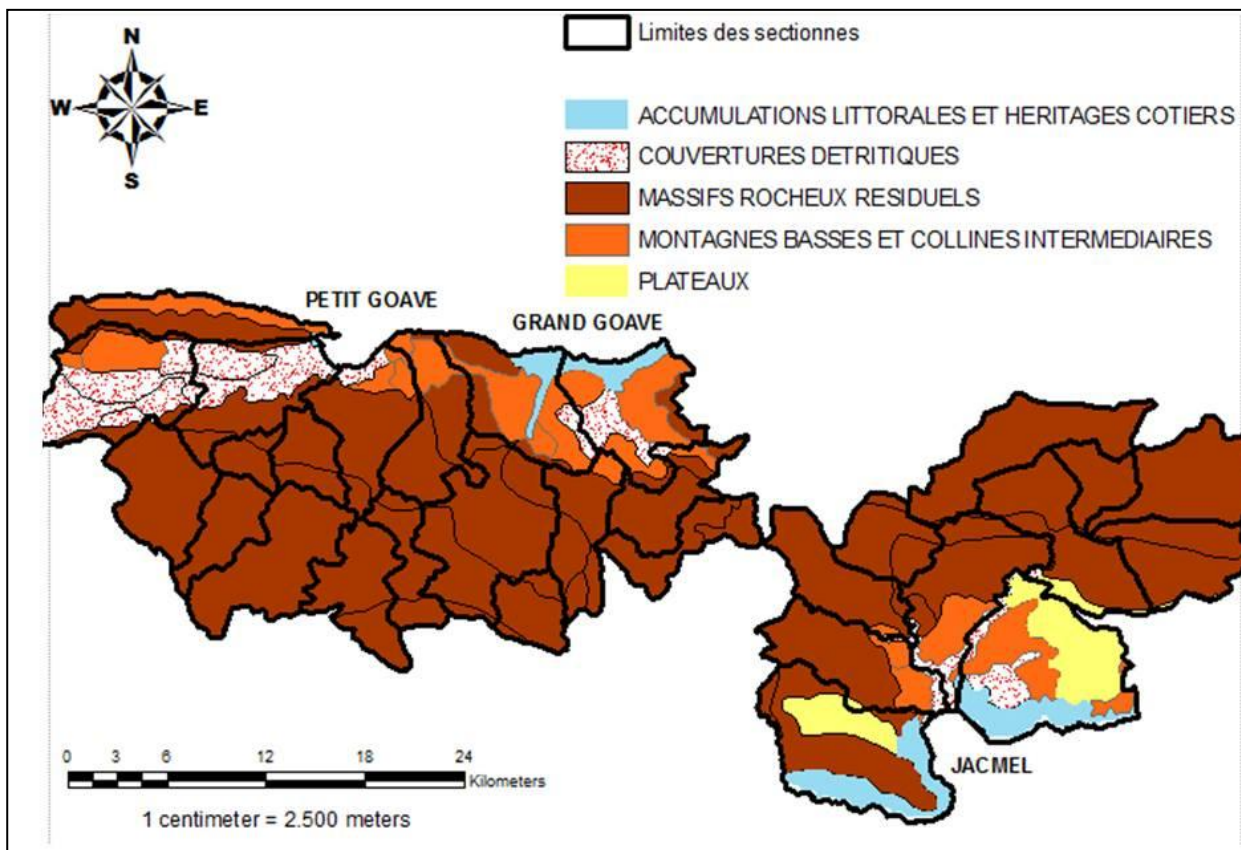 N
W E
S
Limites des sectionnes
ACCUMULATIONS LITTORALES ET HERITAGES COTIERS
COUVERTURES DETRITIQUES
MASSIFS ROCHEUX RESIDUELS
MONTAGNES BASSES ET COLLINES INTERMEDIAIRES
PLATEAUX
PETIT GOAVE
GRAND GOAVE
JACMEL
0 3 6 12 18 24
Kilometers
1 centimeter = 2.500 meters